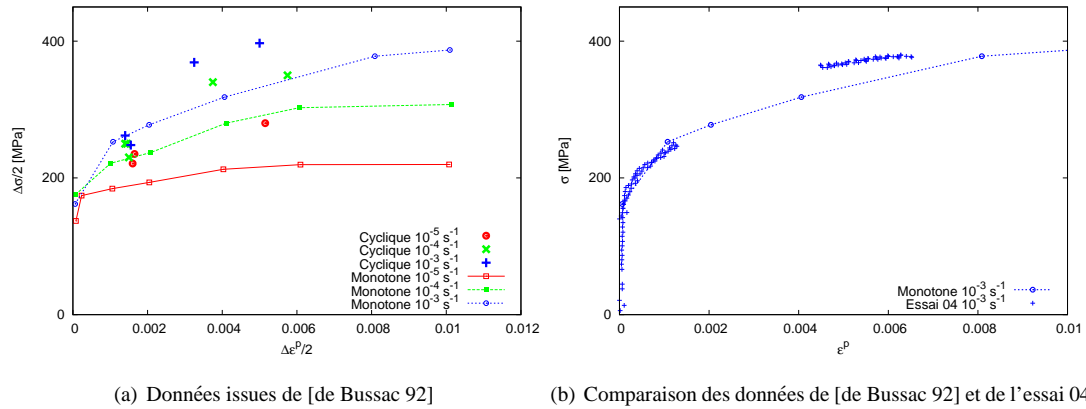 400
200
0
0
0.002
0.004
0.006
0.008
0.01
0.012
Δσ/2 [MPa]
Δε^p/2
Cyclique 10^-5 s^-1
Cyclique 10^-4 s^-1
Cyclique 10^-3 s^-1
Monotone 10^-5 s^-1
Monotone 10^-4 s^-1
Monotone 10^-3 s^-1
400
200
0
0
0.002
0.004
0.006
0.008
0.01
σ [MPa]
ε^p
Monotone 10^-3 s^-1
Essai 04 10^-3 s^-1
(a) Données issues de [de Bussac 92]
(b) Comparaison des données de [de Bussac 92] et de l'essai 04